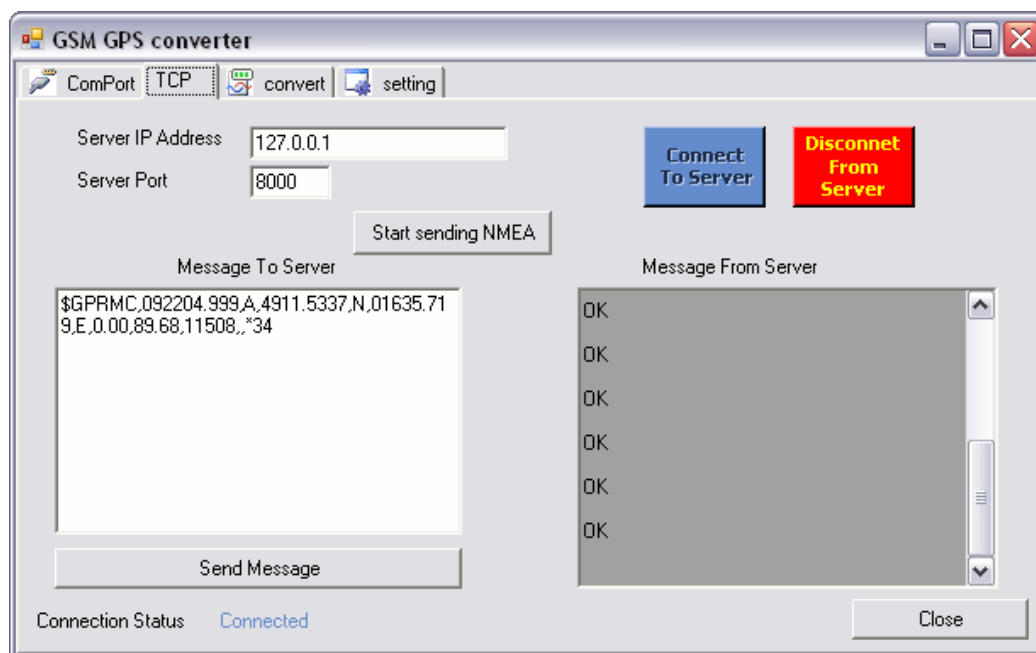 GSM GPS converter
ComPort TCP convert setting
Server IP Address 127.0.0.1
Server Port 8000
Connect
To Server
Disconnet
From
Server
Start sending NMEA
Message To Server
$GPRMC,092204.999,A,4911.5337,N,01635.71
9,E,0.00,89.68,11508,,*34
Send Message
Message From Server
OK
OK
OK
OK
OK
OK
Connection Status Connected
Close